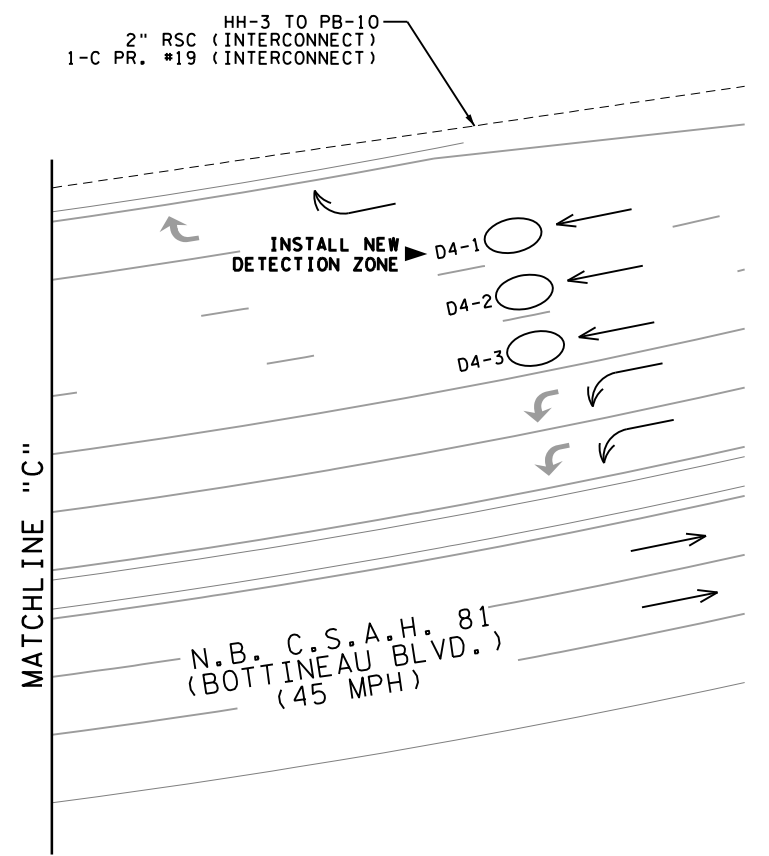 HH-3 TO PB-10
2" RSC (INTERCONNECT)
1-C PR. #19 (INTERCONNECT)
INSTALL NEW
DETECTION ZONE
D4-1
D4-2
D4-3
MATCHLINE "C"
N.B. C.S.A.H. 81
(BOTTINEAU BLVD.)
(45 MPH)